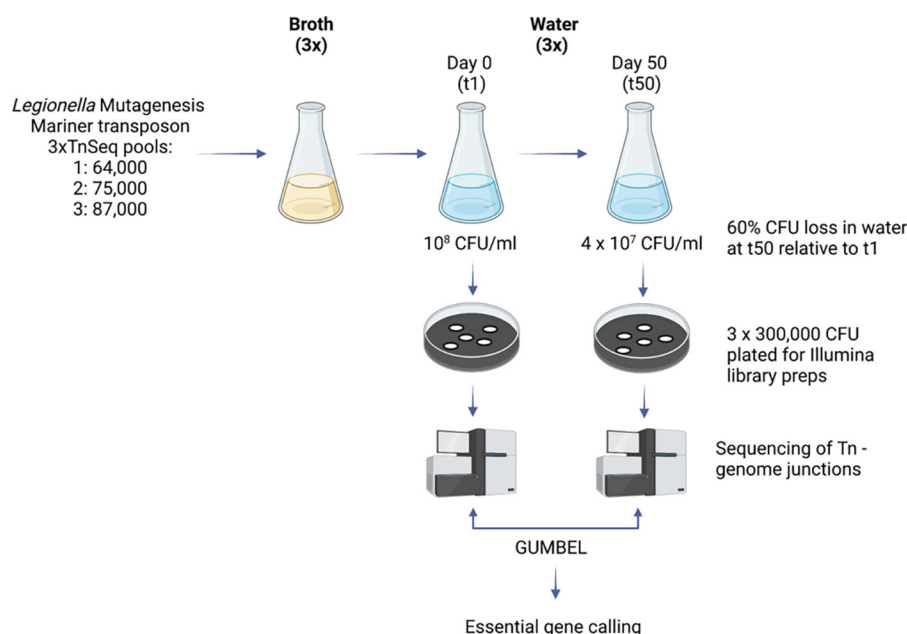 Broth
(3x)
Water
(3x)
Day 0
(t1)
Day 50
(t50)
Legionella Mutagenesis
Mariner transposon
3xTnSeq pools:
1: 64,000
2: 75,000
3: 87,000
10⁸ CFU/ml
4 x 10⁷ CFU/ml
60% CFU loss in water
at t50 relative to t1
3 x 300,000 CFU
plated for Illumina
library preps
Sequencing of Tn -
genome junctions
GUMBEL
Essential gene calling